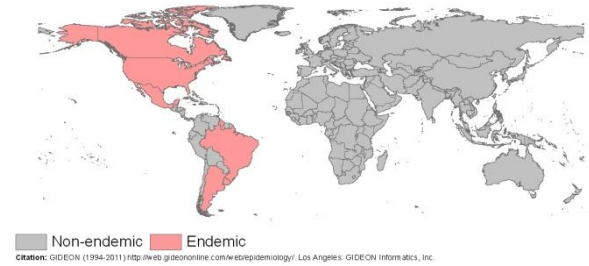 Non-endemic Endemic
Citation: GIDEON (1994-2011) http://web.gideononline.com/web/epidemiology/. Los Angeles: GIDEON Informatics, Inc.